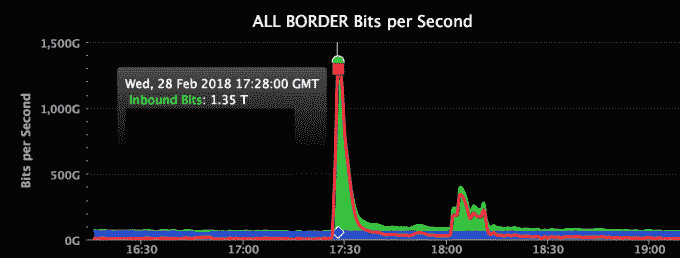 ALL BORDER Bits per Second
1,500G
Wed, 28 Feb 2018 17:28:00 GMT
Inbound Bits: 1.35 T
1,000G
500G
0G
Bits per Second
16:30 17:00 17:30 18:00 18:30 19:00